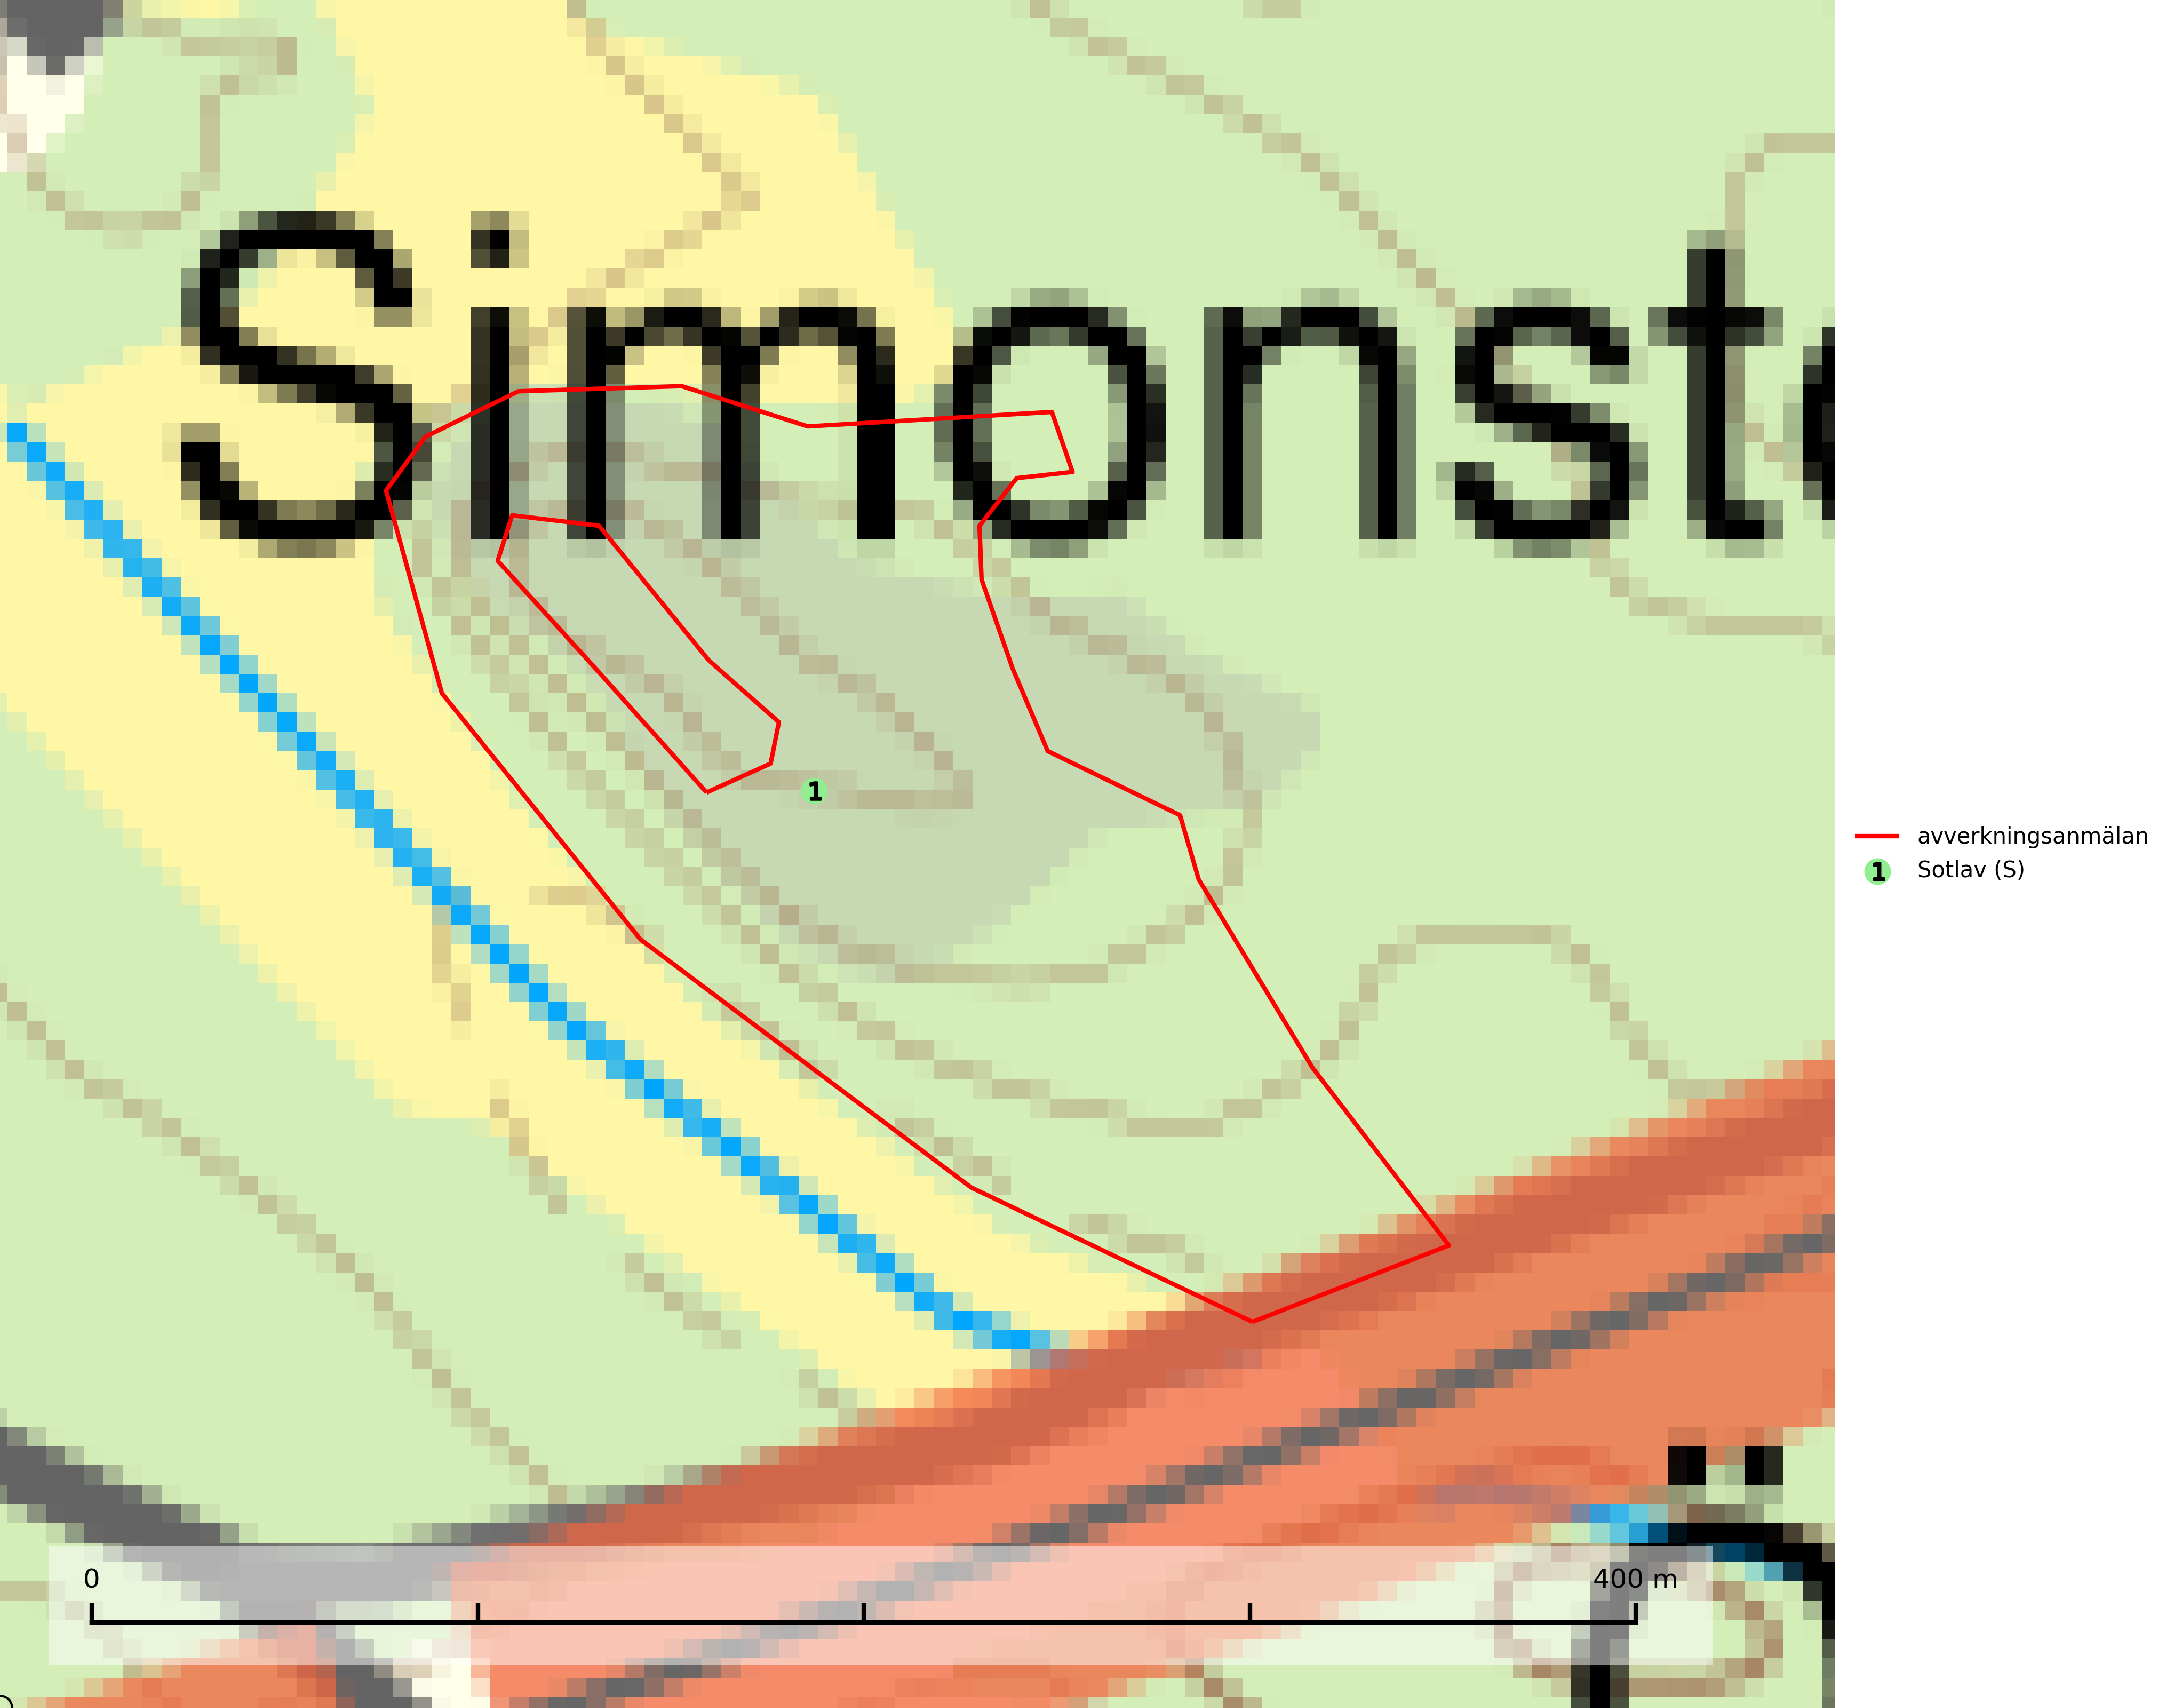 Simonst
1
avverkningsanmälan
1 Sotlav (S)
0 400 m